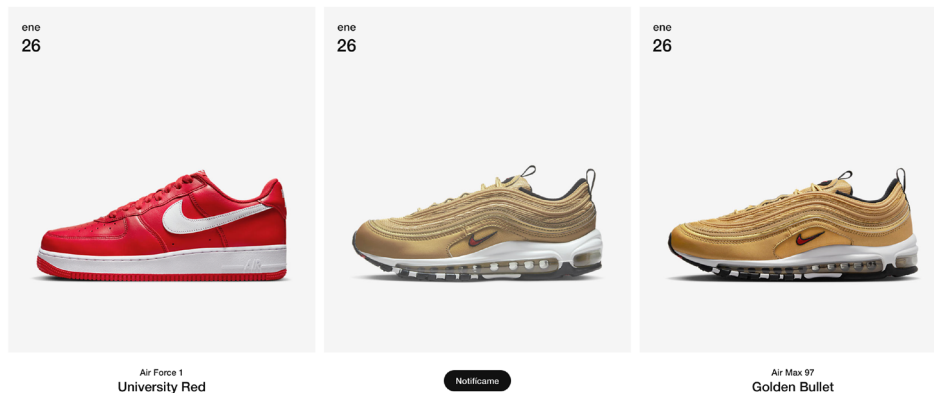 ene
26
ene
26
ene
26
Air Force 1
University Red
Notifícame
Air Max 97
Golden Bullet